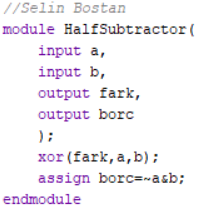 //Selin Bostan
module HalfSubtractor(
input a,
input b,
output fark,
output borc
);
xor(fark,a,b);
assign borc=~a&b;
endmodule